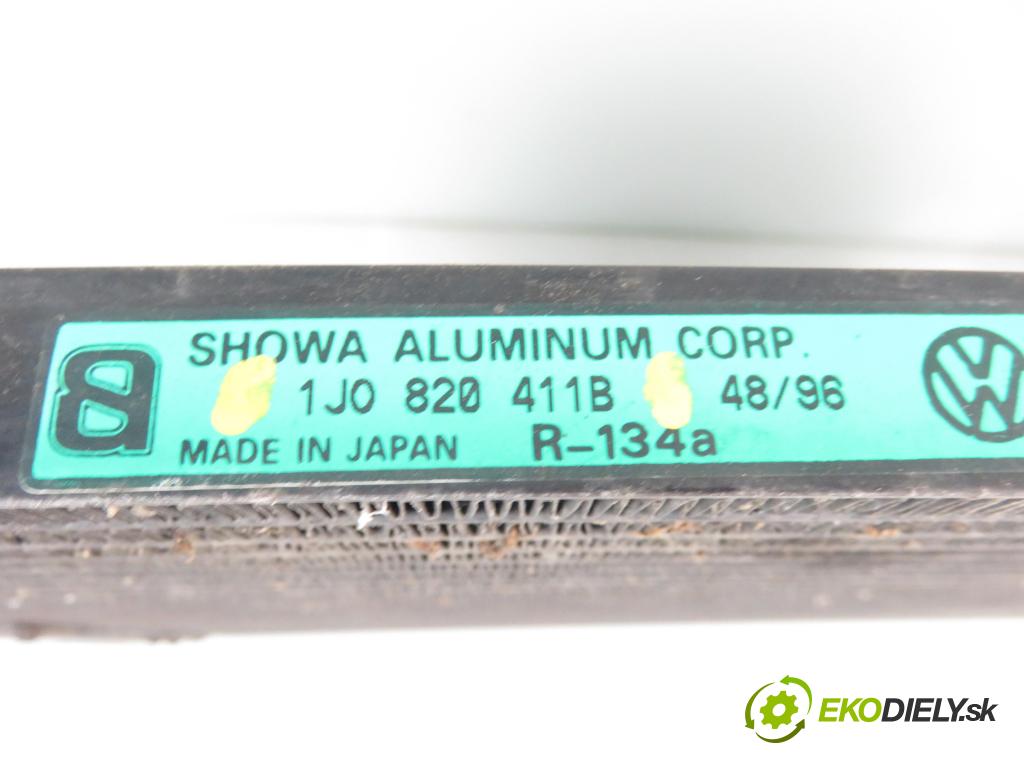 SHOWA ALUMINUM CORP.
1J0 820 411B 48/96
MADE IN JAPAN R-134a
EKODIELY.sk